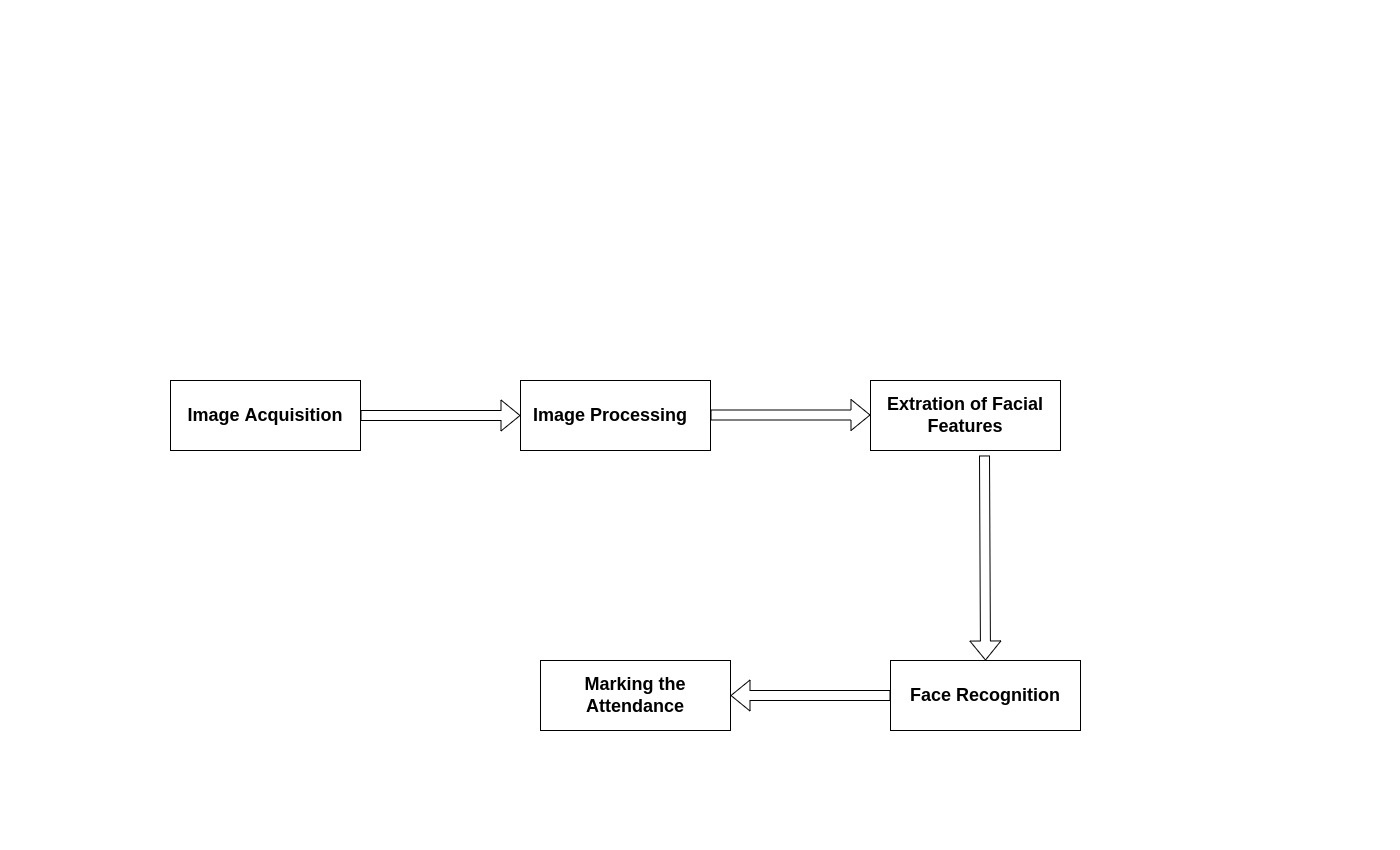 Image Acquisition
Image Processing
Extration of Facial
Features
Marking the
Attendance
Face Recognition